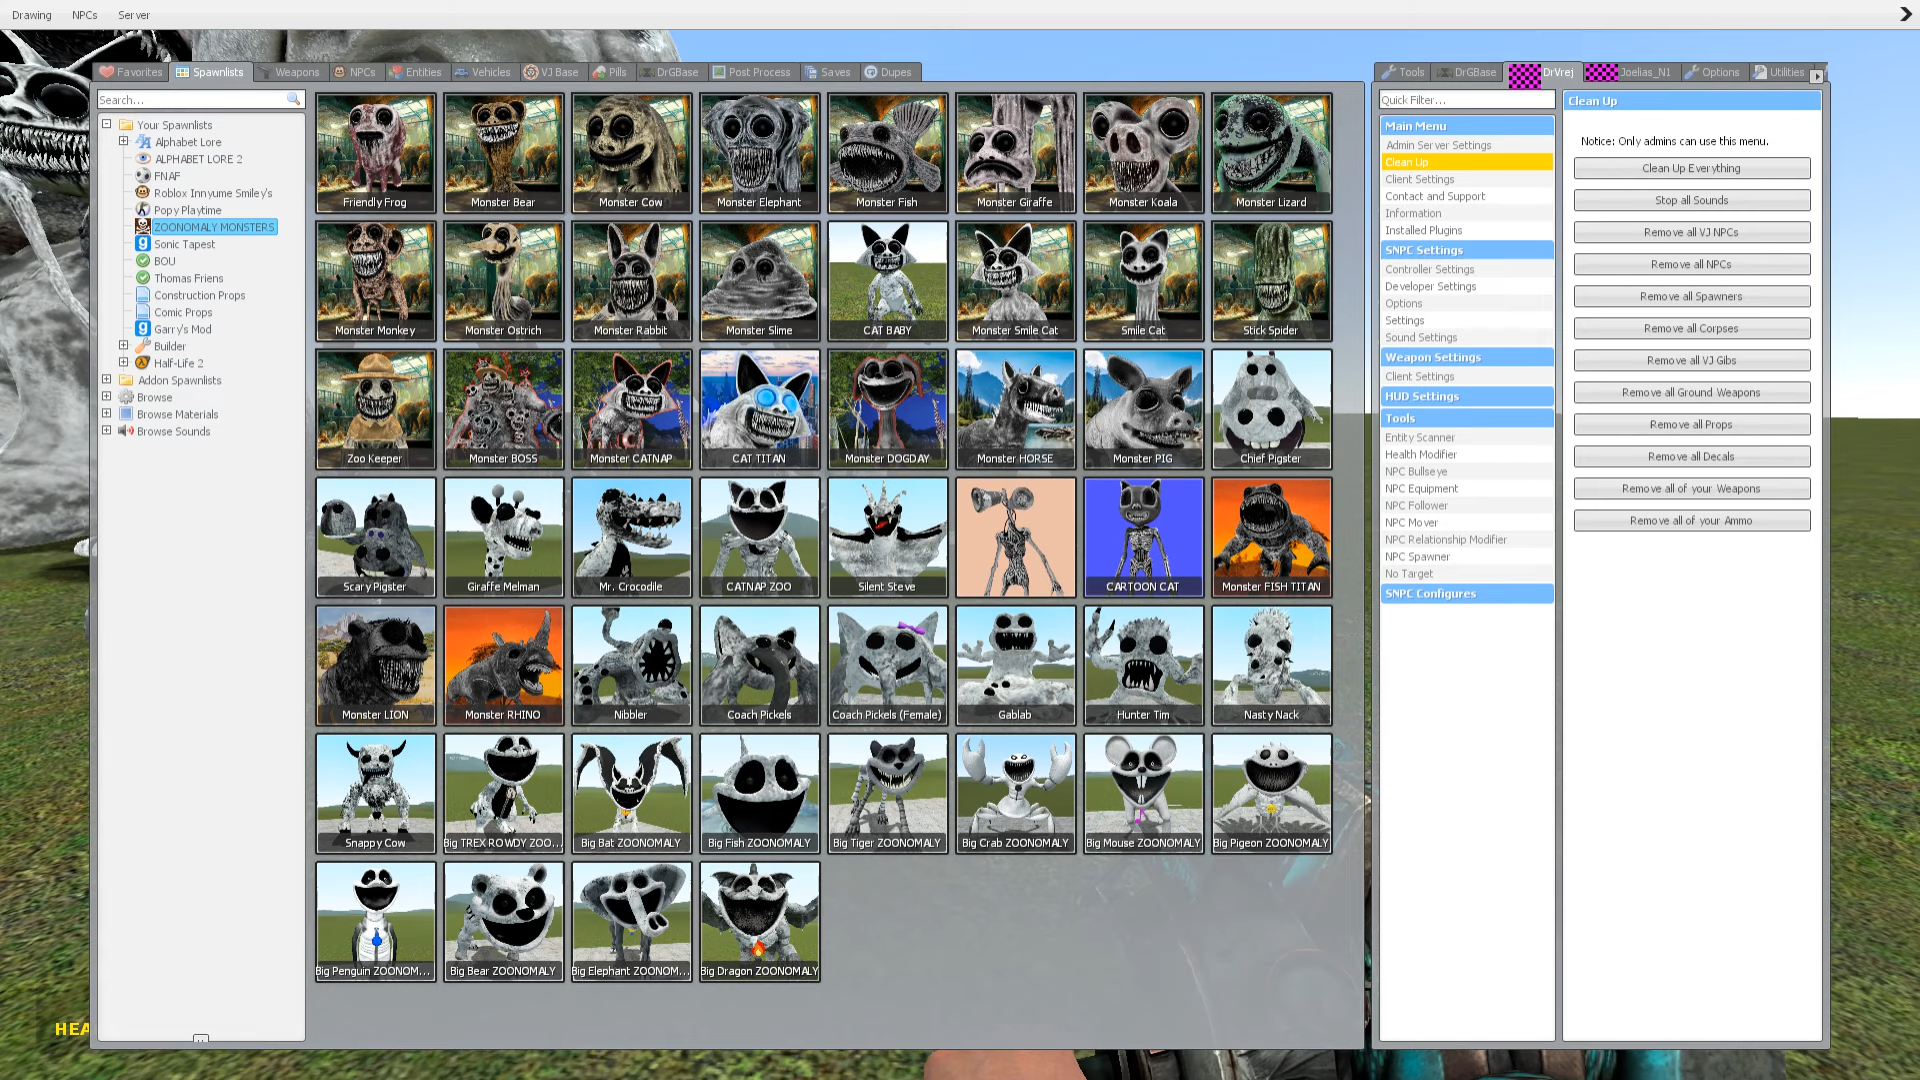 Drawing NPCs Server
Favorites Spawnlists Weapons NPCs Entities Vehicles VJ Base Pills DrGBase Post Process Saves Dupes
Search...
Your Spawnlists
Alphabet Lore
ALPHABET LORE 2
FNAF
Roblox Innyume Smiley's
Popy Playtime
ZOONOMALY MONSTERS
Sonic Tapest
BOU
Thomas Friens
Construction Props
Comic Props
Garry's Mod
Builder
Half-Life 2
Addon Spawnlists
Browse
Browse Materials
Browse Sounds
Friendly Frog Monster Bear Monster Cow Monster Elephant Monster Fish Monster Giraffe Monster Koala Monster Lizard
Monster Monkey Monster Ostrich Monster Rabbit Monster Slime CAT BABY Monster Smile Cat Smile Cat Stick Spider
Zoo Keeper Monster BOSS Monster CATNAP CAT TITAN Monster DOGDAY Monster HORSE Monster PIG Chief Pigster
Scary Pigster Giraffe Melman Mr. Crocodile CATNAP ZOO Silent Steve CARTOON CAT Monster FISH TITAN
Monster LION Monster RHINO Nibbler Coach Pickels Coach Pickels (Female) Gablab Hunter Tim Nasty Nack
Snappy Cow Big TREX ROWDY ZOO... Big Bat ZOONOMALY Big Fish ZOONOMALY Big Tiger ZOONOMALY Big Crab ZOONOMALY Big Mouse ZOONOMALY Big Pigeon ZOONOMALY
Big Penguin ZOONOM... Big Bear ZOONOMALY Big Elephant ZOONOM... Big Dragon ZOONOMALY
HEA
Tools DrGBase DrVrej Joelias_N1 Options Utilities
Quick Filter...
Main Menu
Admin Server Settings
Clean Up
Client Settings
Contact and Support
Information
Installed Plugins
SNPC Settings
Controller Settings
Developer Settings
Options
Settings
Sound Settings
Weapon Settings
Client Settings
HUD Settings
Tools
Entity Scanner
Health Modifier
NPC Bullseye
NPC Equipment
NPC Follower
NPC Mover
NPC Relationship Modifier
NPC Spawner
No Target
SNPC Configures
Clean Up
Notice: Only admins can use this menu.
Clean Up Everything
Stop all Sounds
Remove all VJ NPCs
Remove all NPCs
Remove all Spawners
Remove all Corpses
Remove all VJ Gibs
Remove all Ground Weapons
Remove all Props
Remove all Decals
Remove all of your Weapons
Remove all of your Ammo